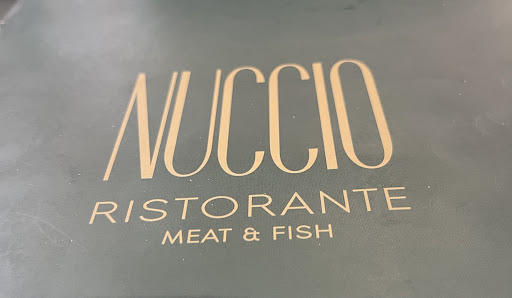 NUCCIO
RISTORANTE
MEAT & FISH